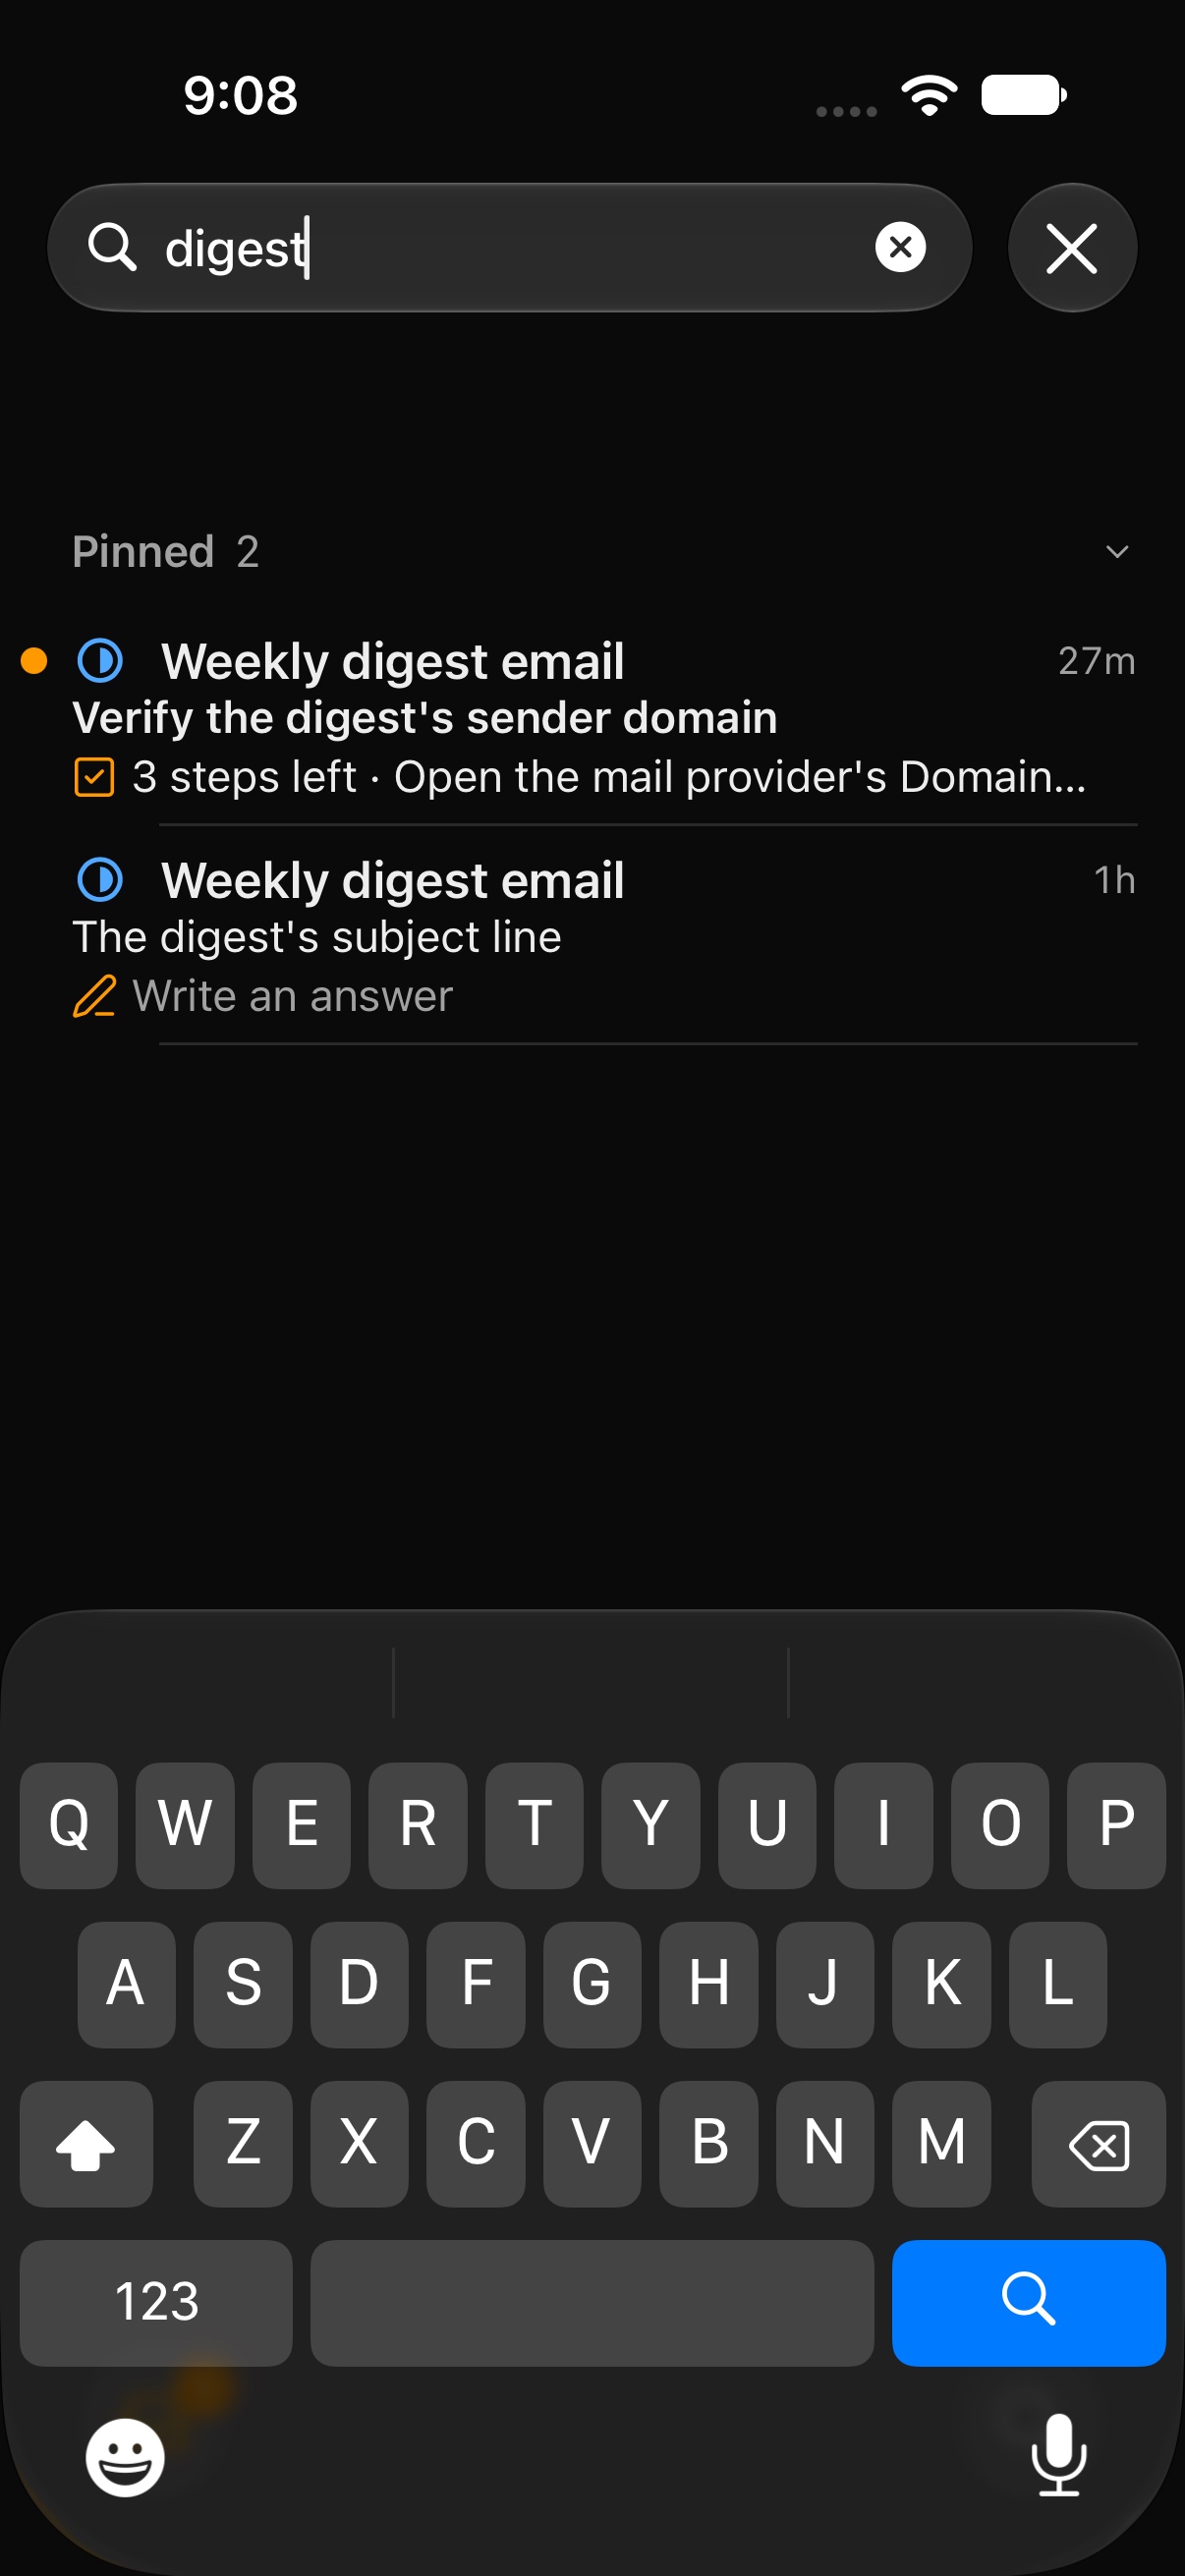 9:08
digest
Pinned 2
Weekly digest email 27m
Verify the digest's sender domain
3 steps left · Open the mail provider's Domain...
Weekly digest email 1h
The digest's subject line
Write an answer
Q W E R T Y U I O P
A S D F G H J K L
Z X C V B N M
123